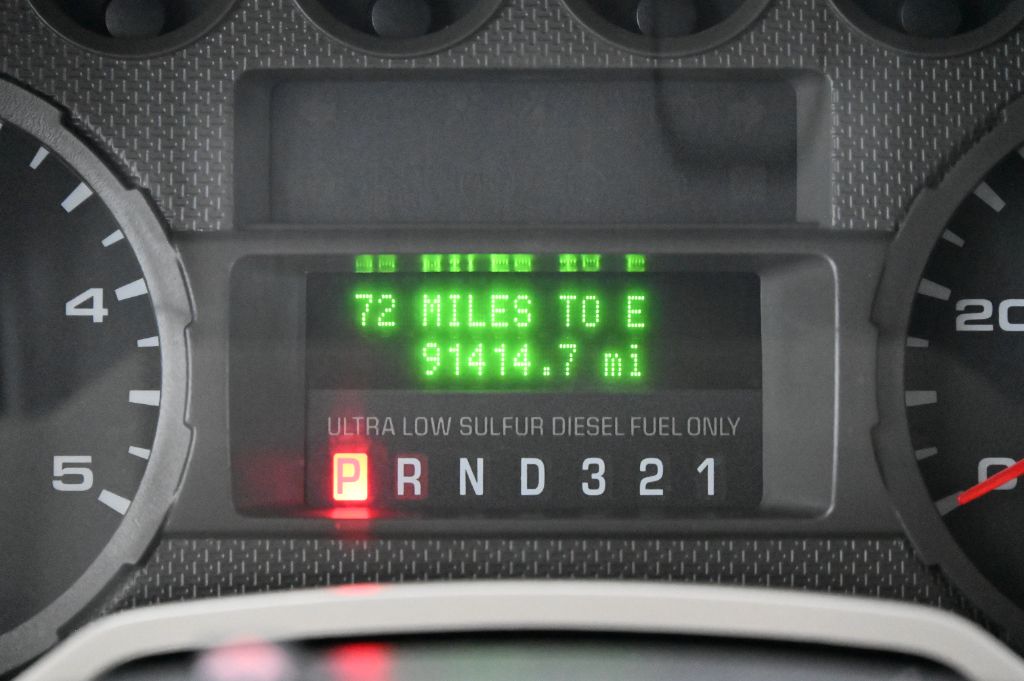 72 MILES TO E
4
20
91414.7 mi
ULTRA LOW SULFUR DIESEL FUEL ONLY
5
P R N D 3 2 1
0